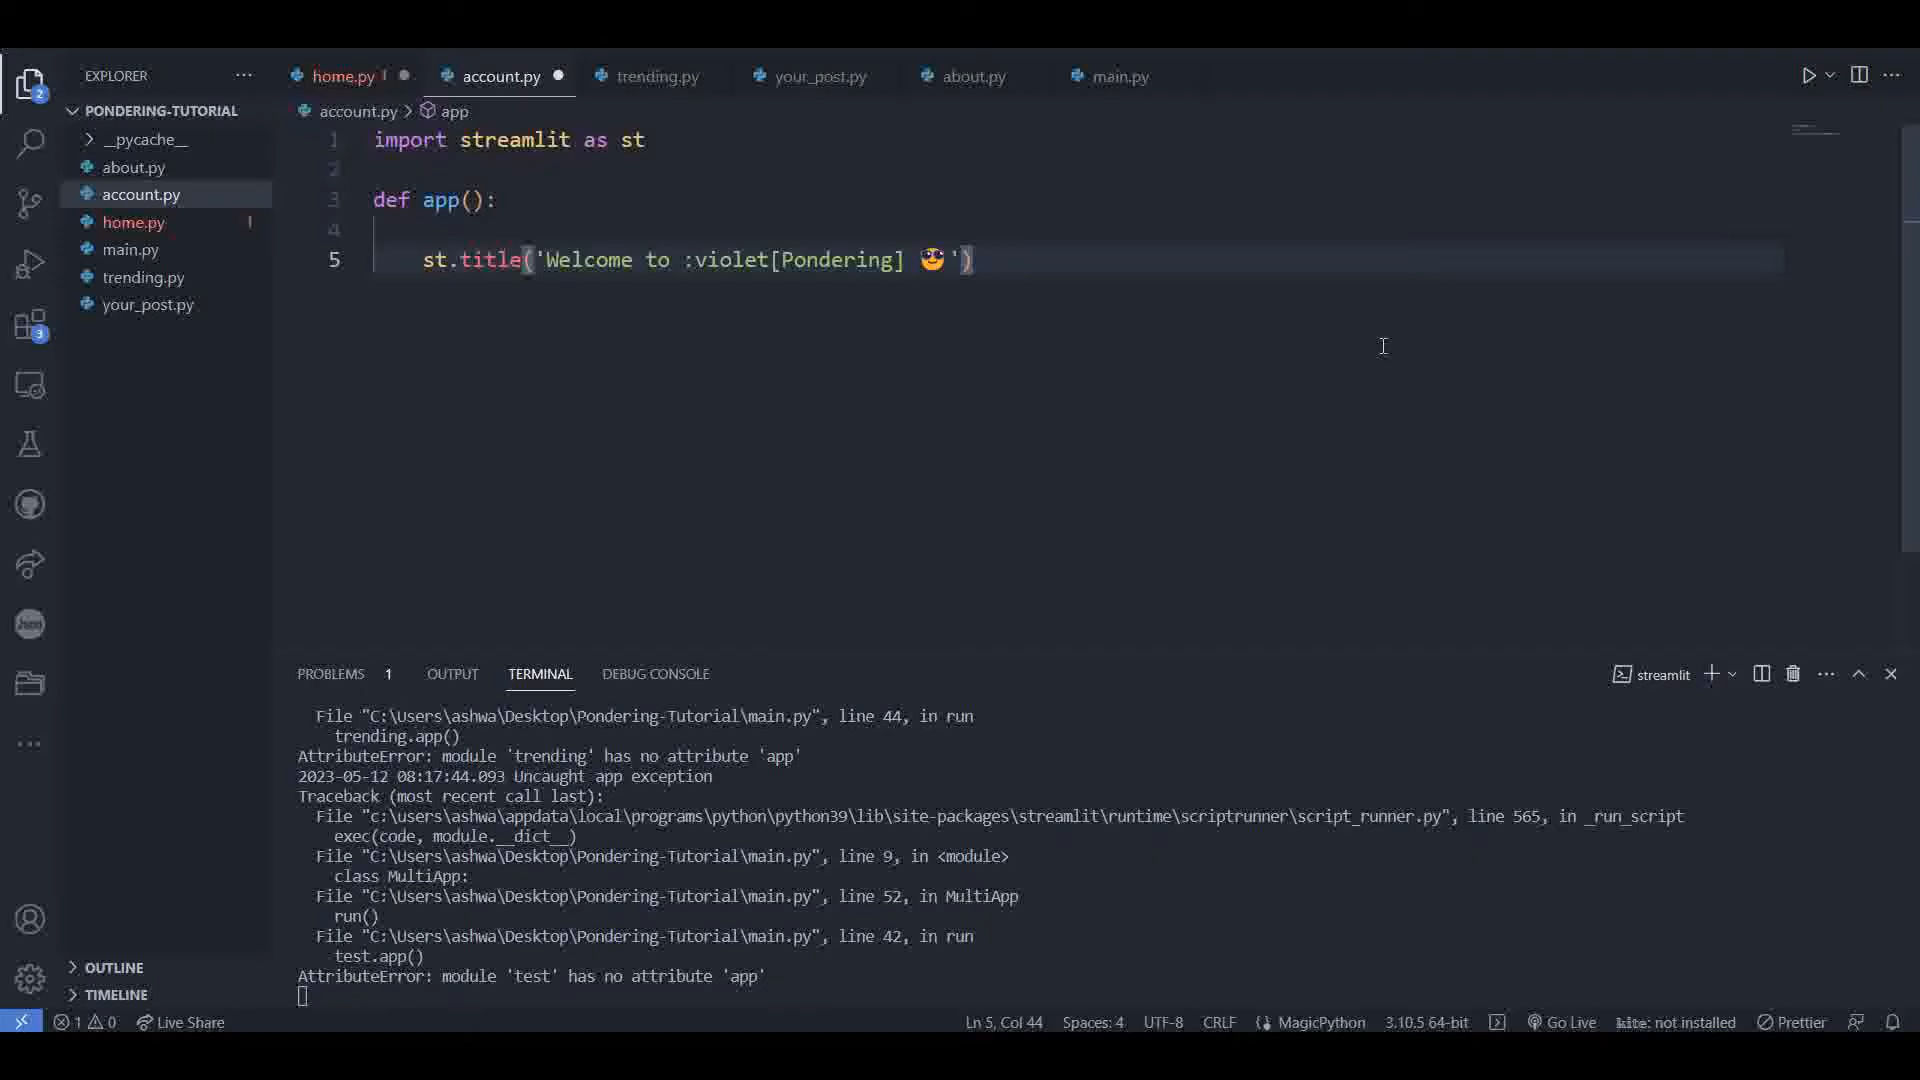 EXPLORER
home.py 1
account.py
trending.py
your_post.py
about.py
main.py
PONDERING-TUTORIAL
__pycache__
about.py
account.py
home.py 1
main.py
trending.py
your_post.py
OUTLINE
TIMELINE
2
3
account.py > app
1 import streamlit as st
2
3 def app():
4
5 st.title('Welcome to :violet[Pondering] 😎')
PROBLEMS 1 OUTPUT TERMINAL DEBUG CONSOLE
streamlit
File "C:\Users\ashwa\Desktop\Pondering-Tutorial\main.py", line 44, in run
trending.app()
AttributeError: module 'trending' has no attribute 'app'
2023-05-12 08:17:44.093 Uncaught app exception
Traceback (most recent call last):
File "c:\users\ashwa\appdata\local\programs\python\python39\lib\site-packages\streamlit\runtime\scriptrunner\script_runner.py", line 565, in _run_script
exec(code, module.__dict__)
File "C:\Users\ashwa\Desktop\Pondering-Tutorial\main.py", line 9, in <module>
class MultiApp:
File "C:\Users\ashwa\Desktop\Pondering-Tutorial\main.py", line 52, in MultiApp
run()
File "C:\Users\ashwa\Desktop\Pondering-Tutorial\main.py", line 42, in run
test.app()
AttributeError: module 'test' has no attribute 'app'
1 0 Live Share
Ln 5, Col 44 Spaces: 4 UTF-8 CRLF MagicPython 3.10.5 64-bit Go Live kite: not installed Prettier